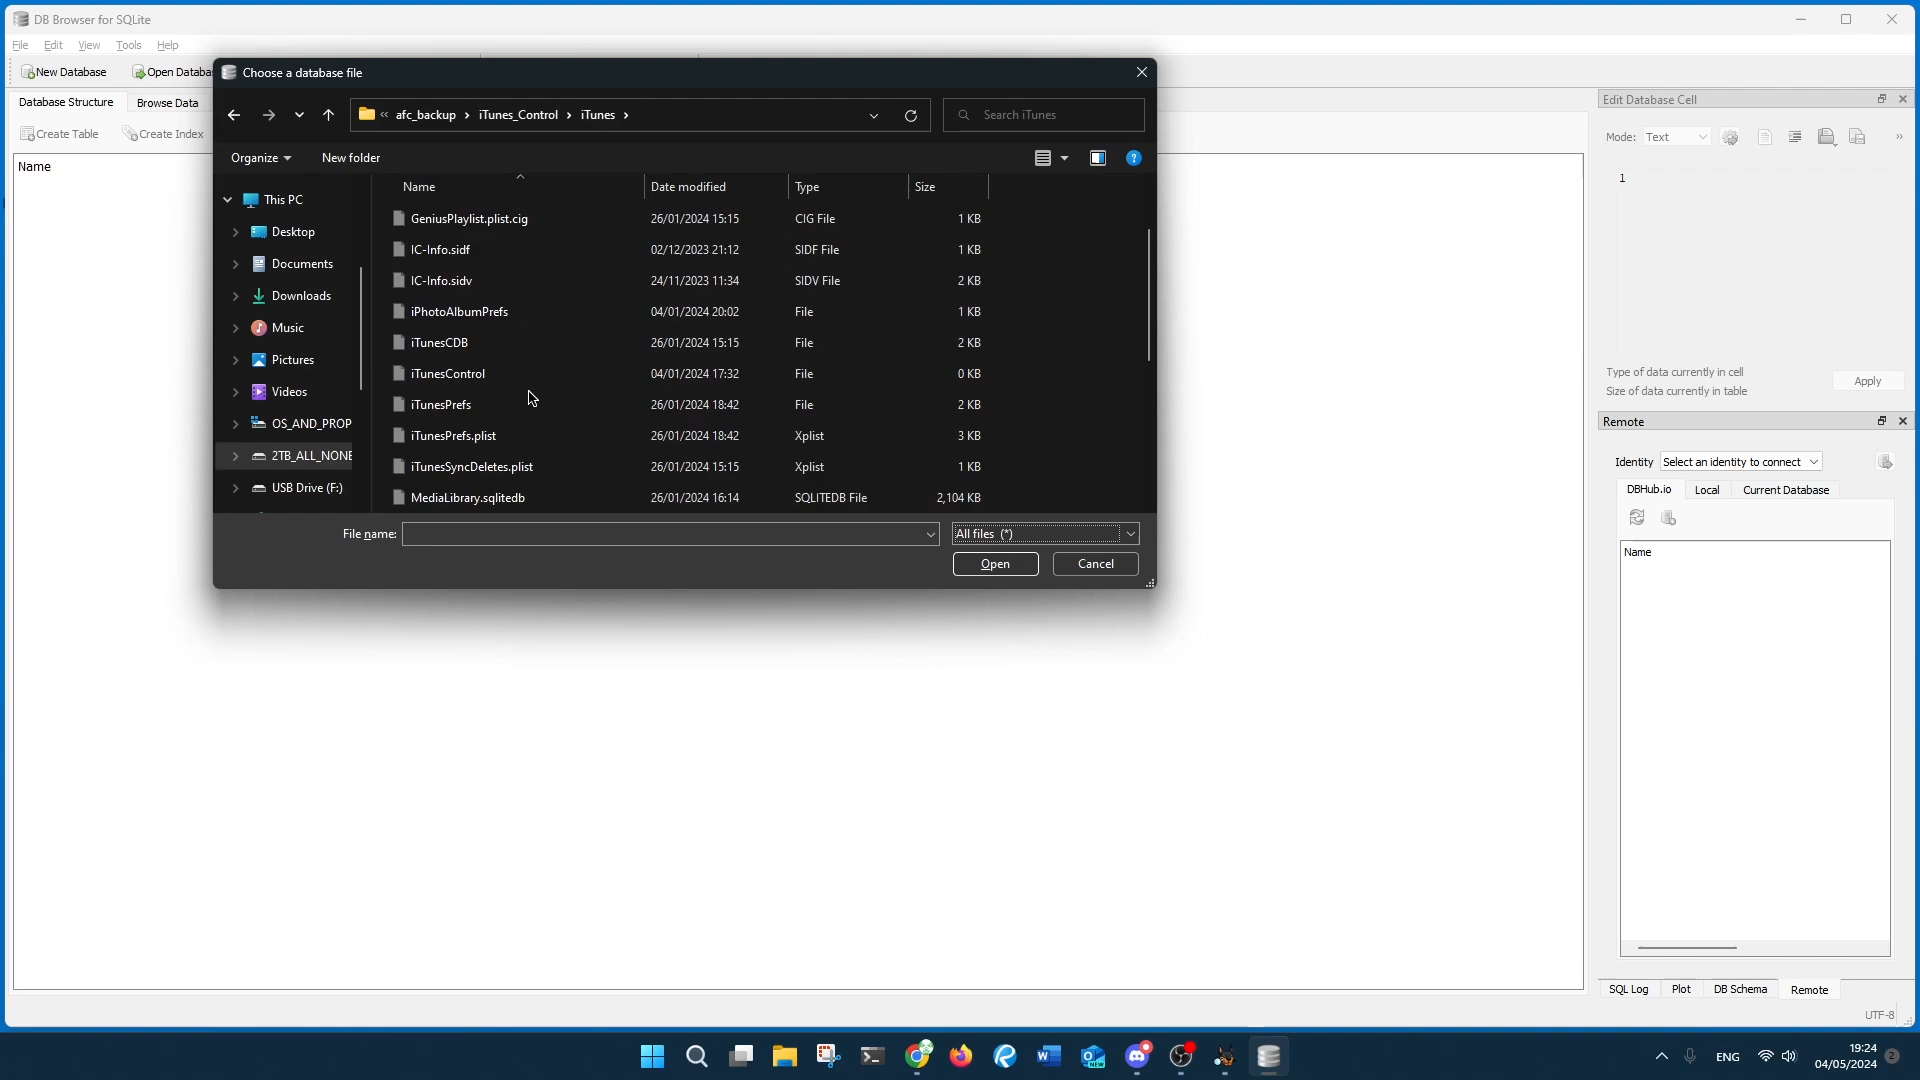 DB Browser for SQLite
File Edit View Tools Help
New Database Open Databa
Database Structure Browse Data
Create Table Create Index
Name
Choose a database file
« afc_backup › iTunes_Control › iTunes ›
Search iTunes
Organize New folder
This PC
Desktop
Documents
Downloads
Music
Pictures
Videos
OS_AND_PROP
2TB_ALL_NONE
USB Drive (F:)
Name Date modified Type Size
GeniusPlaylist.plist.cig 26/01/2024 15:15 CIG File 1 KB
IC-Info.sidf 02/12/2023 21:12 SIDF File 1 KB
IC-Info.sidv 24/11/2023 11:34 SIDV File 2 KB
iPhotoAlbumPrefs 04/01/2024 20:02 File 1 KB
iTunesCDB 26/01/2024 15:15 File 2 KB
iTunesControl 04/01/2024 17:32 File 0 KB
iTunesPrefs 26/01/2024 18:42 File 2 KB
iTunesPrefs.plist 26/01/2024 18:42 Xplist 3 KB
iTunesSyncDeletes.plist 26/01/2024 15:15 Xplist 1 KB
MediaLibrary.sqlitedb 26/01/2024 16:14 SQLITEDB File 2,104 KB
File name: All files (*)
Open Cancel
Edit Database Cell
Mode: Text »
1
Type of data currently in cell
Size of data currently in table
Apply
Remote
Identity Select an identity to connect
DBHub.io Local Current Database
Name
SQL Log Plot DB Schema Remote
UTF-8
NEW
ENG
19:24
04/05/2024
2